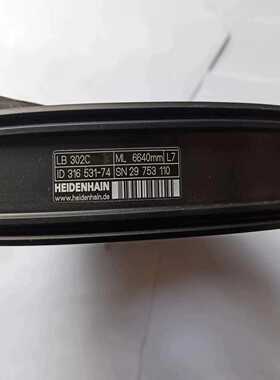 LB 302C ML 6640mm L7
ID 316 531-74 SN 29 753 110
HEIDENHAIN
www.heidenhain.de